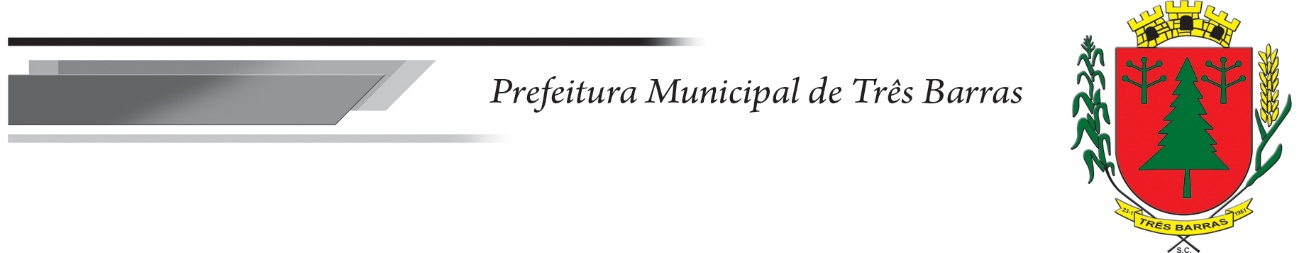 Prefeitura Municipal de Três Barras
TRÊS BARRAS
S.C.